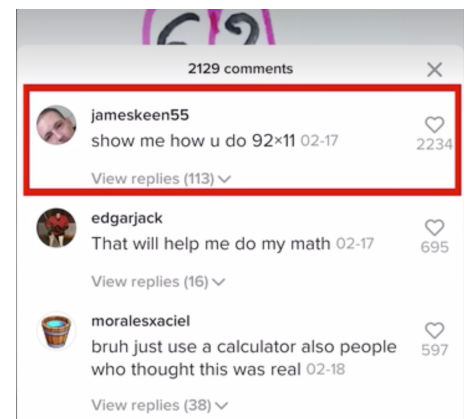 2129 comments
jameskeen55
show me how u do 92×11 02-17
2234
View replies (113)
edgarjack
That will help me do my math 02-17
695
View replies (16)
moralesxaciel
bruh just use a calculator also people
who thought this was real 02-18
597
View replies (38)